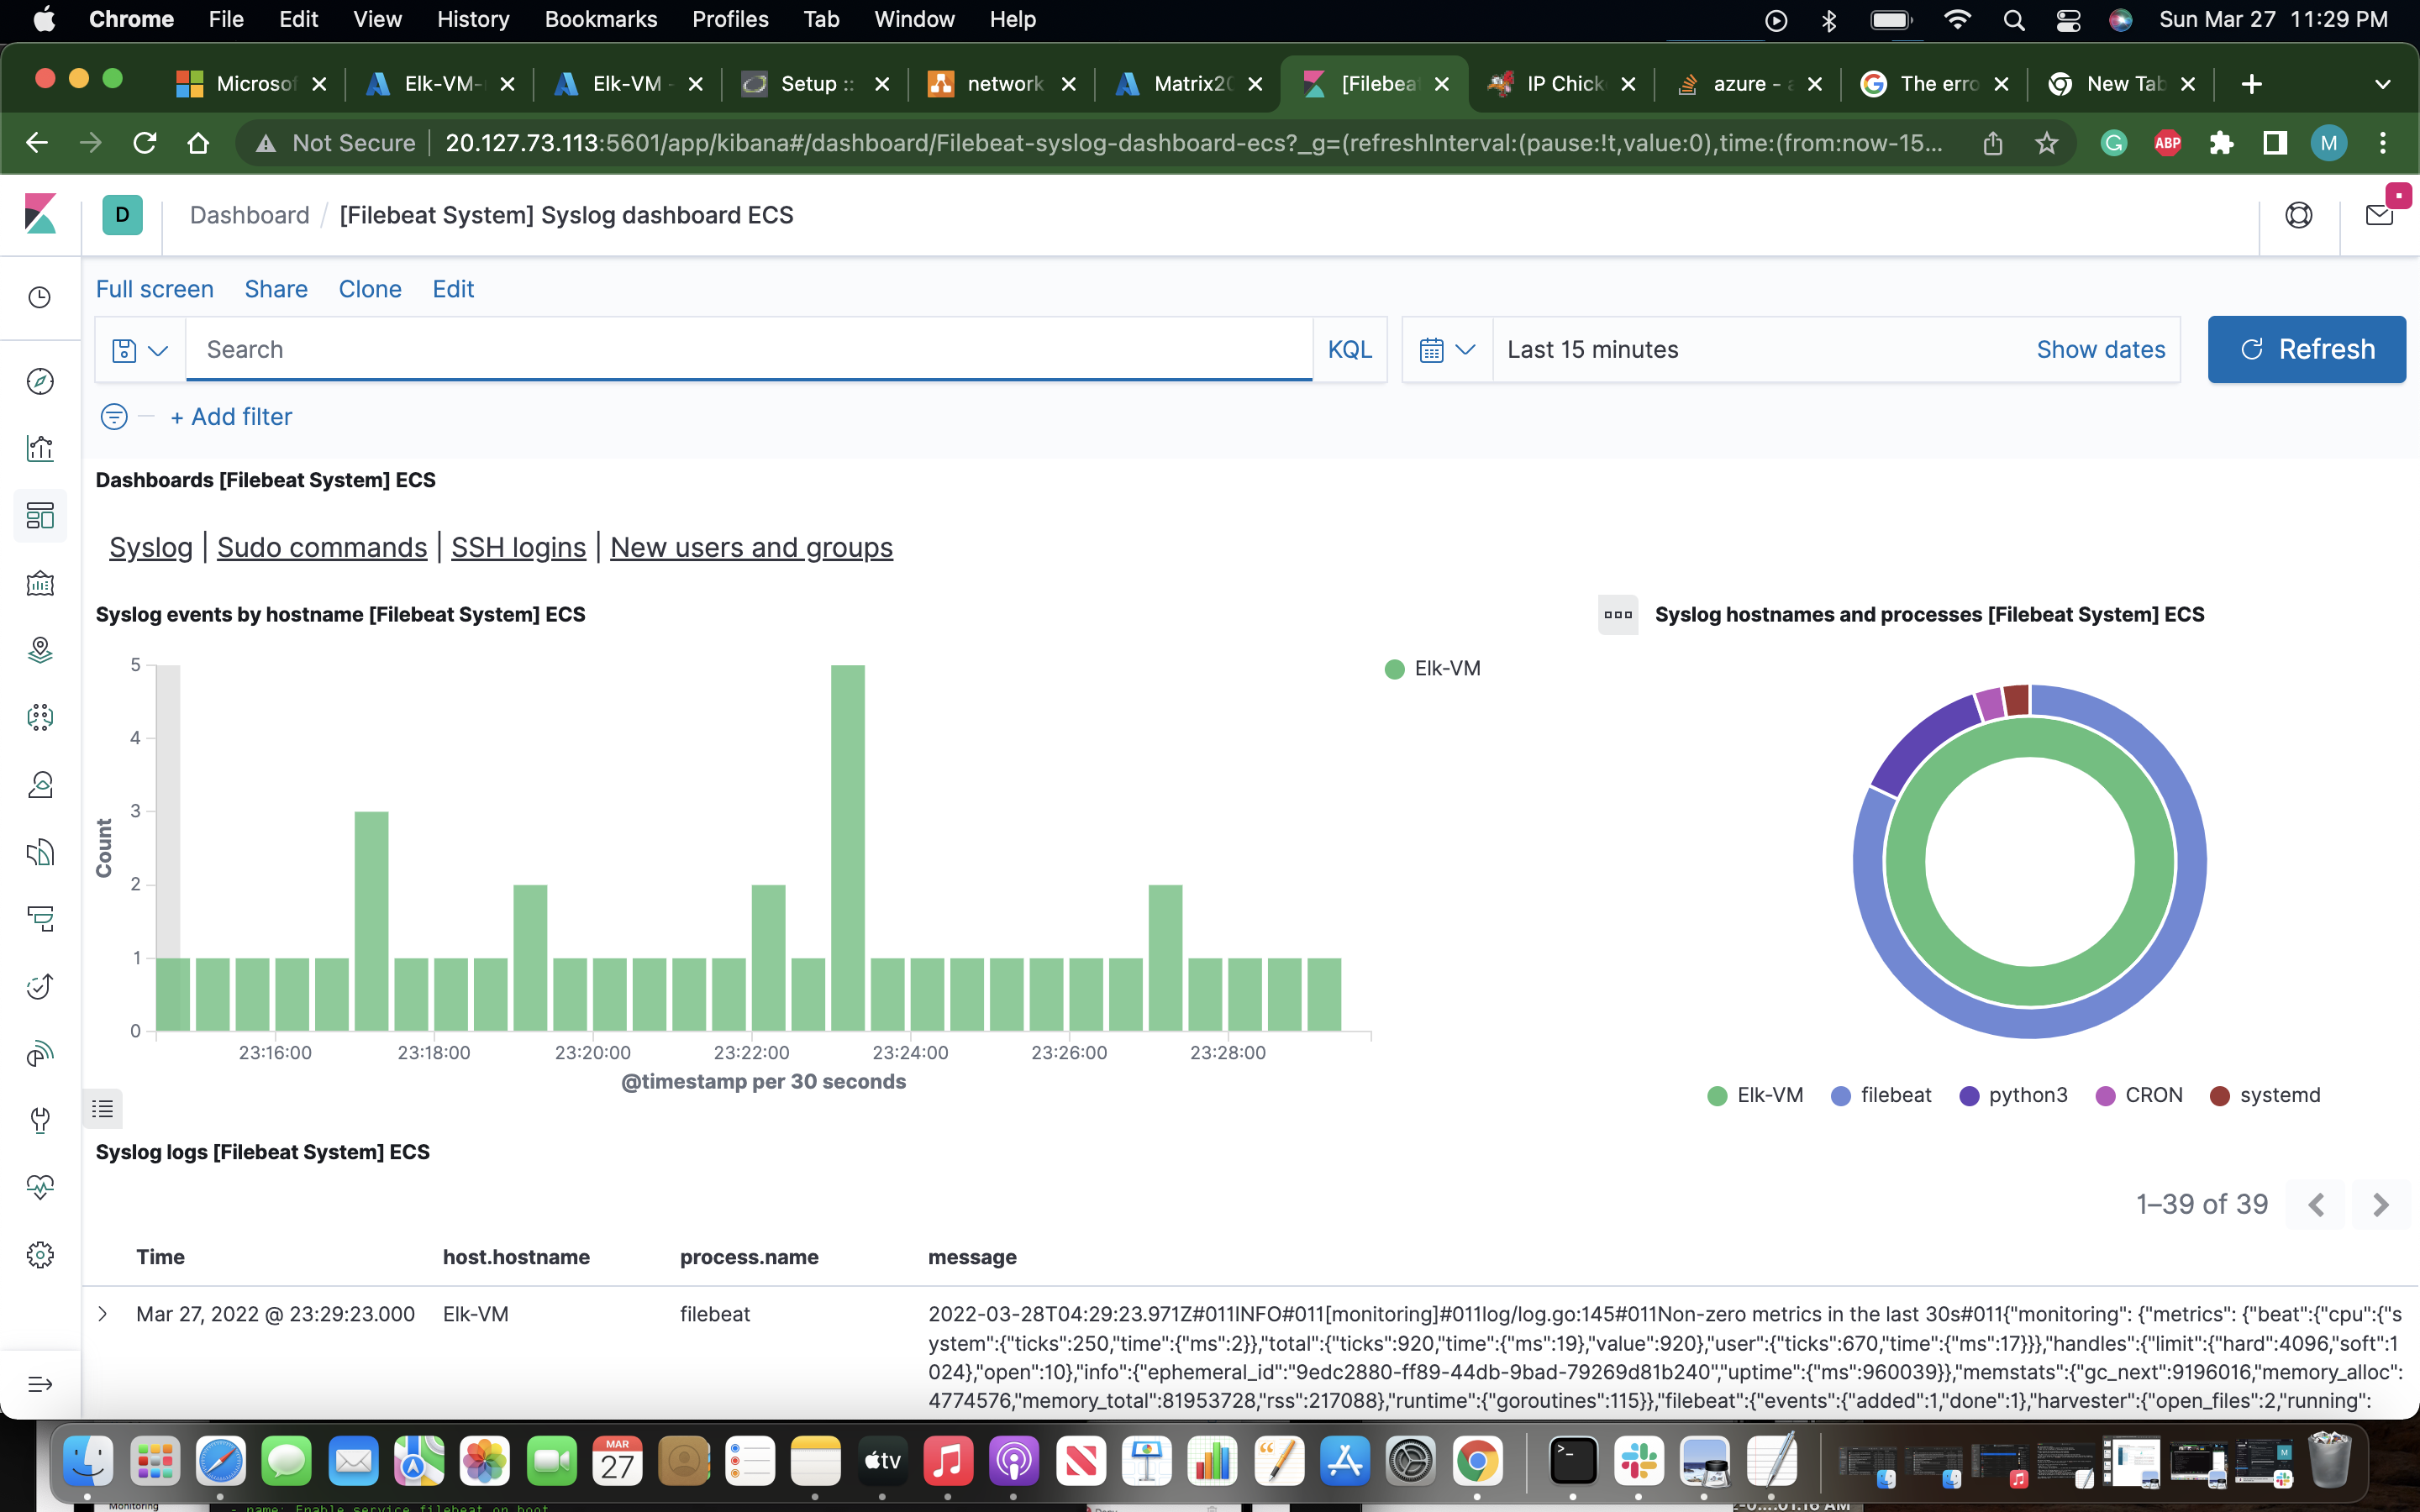 Chrome File Edit View History Bookmarks Profiles Tab Window Help Sun Mar 27 11:29 PM
Microsof Elk-VM- Elk-VM - Setup :: network Matrix20 [Filebea IP Chick azure - a The erro New Tab
Not Secure 20.127.73.113:5601/app/kibana#/dashboard/Filebeat-syslog-dashboard-ecs?_g=(refreshInterval:(pause:!t,value:0),time:(from:now-15... ABP M
D Dashboard / [Filebeat System] Syslog dashboard ECS
Full screen Share Clone Edit
Search KQL Last 15 minutes Show dates Refresh
+ Add filter
Dashboards [Filebeat System] ECS
Syslog | Sudo commands | SSH logins | New users and groups
Syslog events by hostname [Filebeat System] ECS
Syslog hostnames and processes [Filebeat System] ECS
Elk-VM
5
4
3
2
1
0
Count
23:16:00 23:18:00 23:20:00 23:22:00 23:24:00 23:26:00 23:28:00
@timestamp per 30 seconds
Elk-VM filebeat python3 CRON systemd
Syslog logs [Filebeat System] ECS
1–39 of 39
Time host.hostname process.name message
Mar 27, 2022 @ 23:29:23.000 Elk-VM filebeat 2022-03-28T04:29:23.971Z#011INFO#011[monitoring]#011log/log.go:145#011Non-zero metrics in the last 30s#011{"monitoring": {"metrics": {"beat":{"cpu":{"s
ystem":{"ticks":250,"time":{"ms":2}},"total":{"ticks":920,"time":{"ms":19},"value":920},"user":{"ticks":670,"time":{"ms":17}}},"handles":{"limit":{"hard":4096,"soft":1
024},"open":10},"info":{"ephemeral_id":"9edc2880-ff89-44db-9bad-79269d81b240","uptime":{"ms":960039}},"memstats":{"gc_next":9196016,"memory_alloc":
4774576,"memory_total":81953728,"rss":217088},"runtime":{"goroutines":115}},"filebeat":{"events":{"added":1,"done":1},"harvester":{"open_files":2,"running":
MAR
27
tv
Monitoring
- name: Enable service filebeat on boot